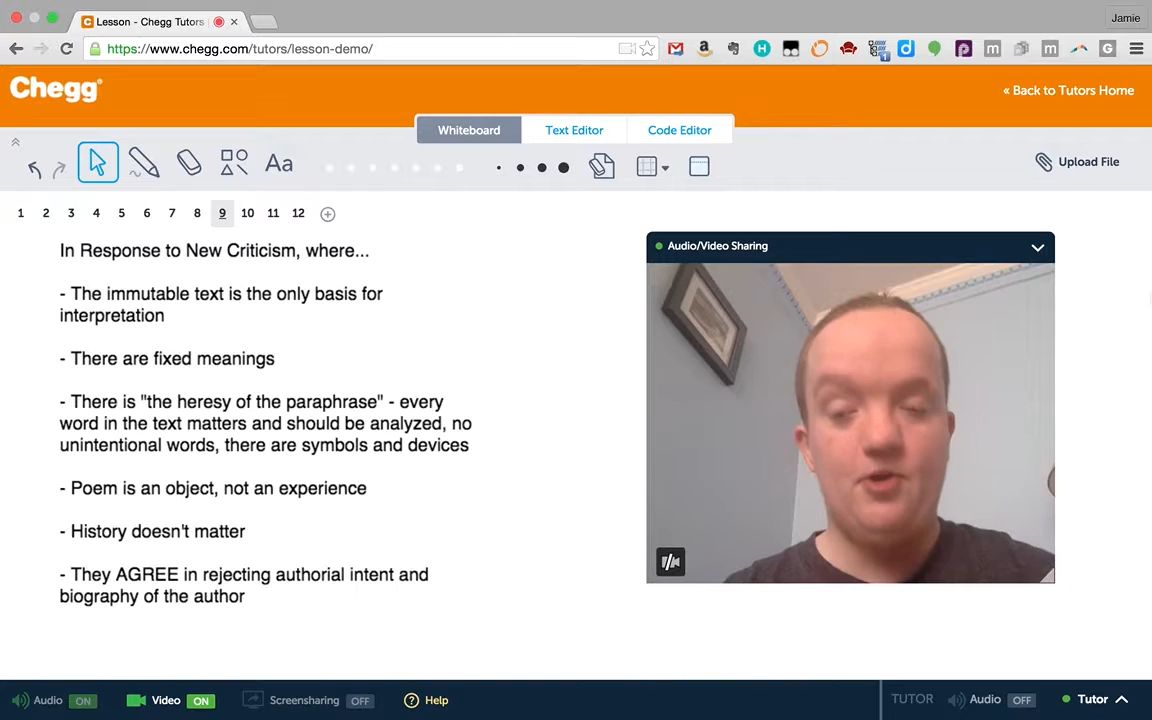 Lesson - Chegg Tutors
Jamie
https://www.chegg.com/tutors/lesson-demo/
Chegg®
« Back to Tutors Home
Whiteboard
Text Editor
Code Editor
Aa
Upload File
1 2 3 4 5 6 7 8 9 10 11 12
In Response to New Criticism, where...
- The immutable text is the only basis for
interpretation
- There are fixed meanings
- There is "the heresy of the paraphrase" - every
word in the text matters and should be analyzed, no
unintentional words, there are symbols and devices
- Poem is an object, not an experience
- History doesn't matter
- They AGREE in rejecting authorial intent and
biography of the author
Audio/Video Sharing
Audio ON
Video ON
Screensharing OFF
? Help
TUTOR
Audio OFF
Tutor